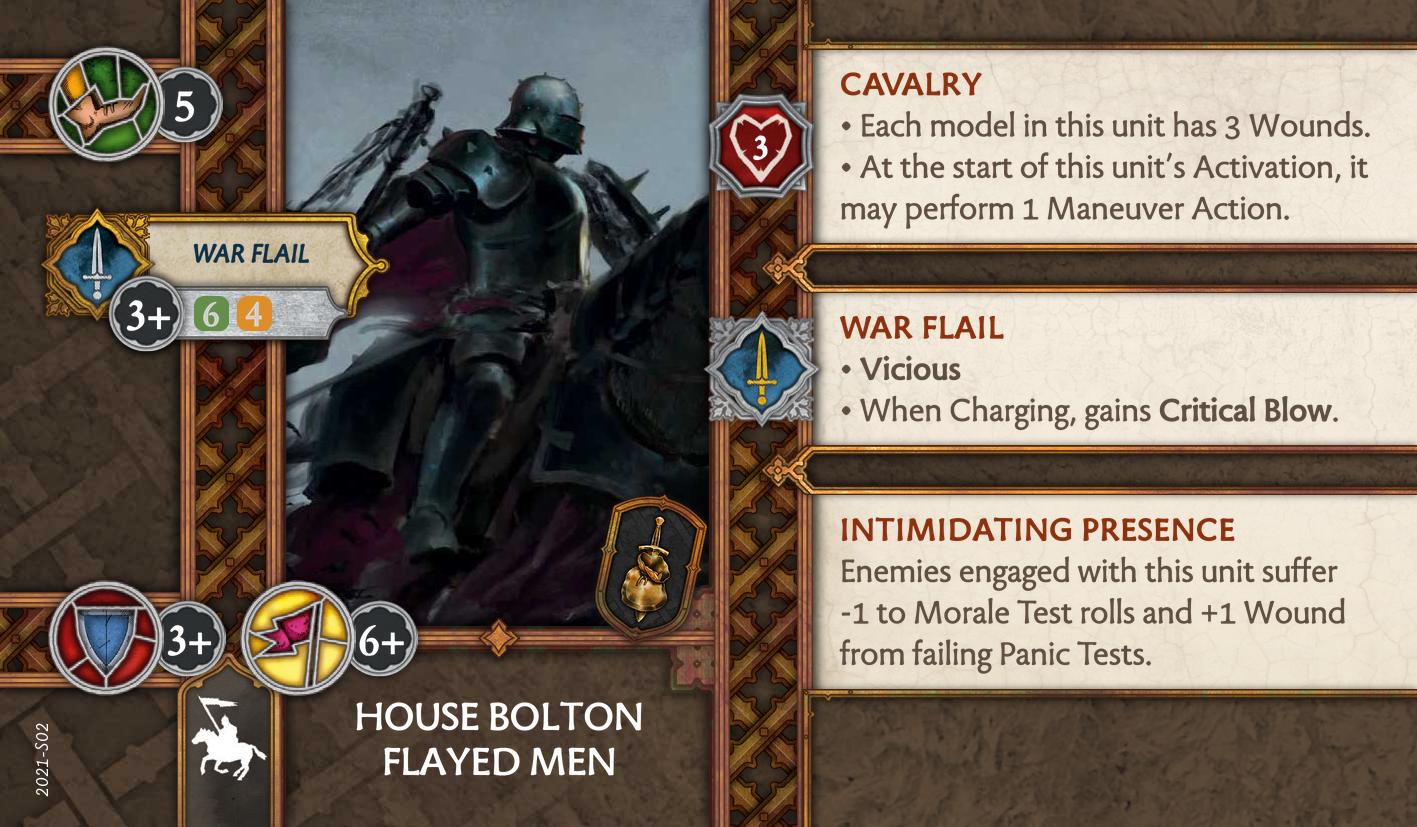 5
WAR FLAIL
3+ 6 4
3+
6+
HOUSE BOLTON
FLAYED MEN
2021-S02
3
CAVALRY
• Each model in this unit has 3 Wounds.
• At the start of this unit's Activation, it
may perform 1 Maneuver Action.
WAR FLAIL
• Vicious
• When Charging, gains Critical Blow.
INTIMIDATING PRESENCE
Enemies engaged with this unit suffer
-1 to Morale Test rolls and +1 Wound
from failing Panic Tests.